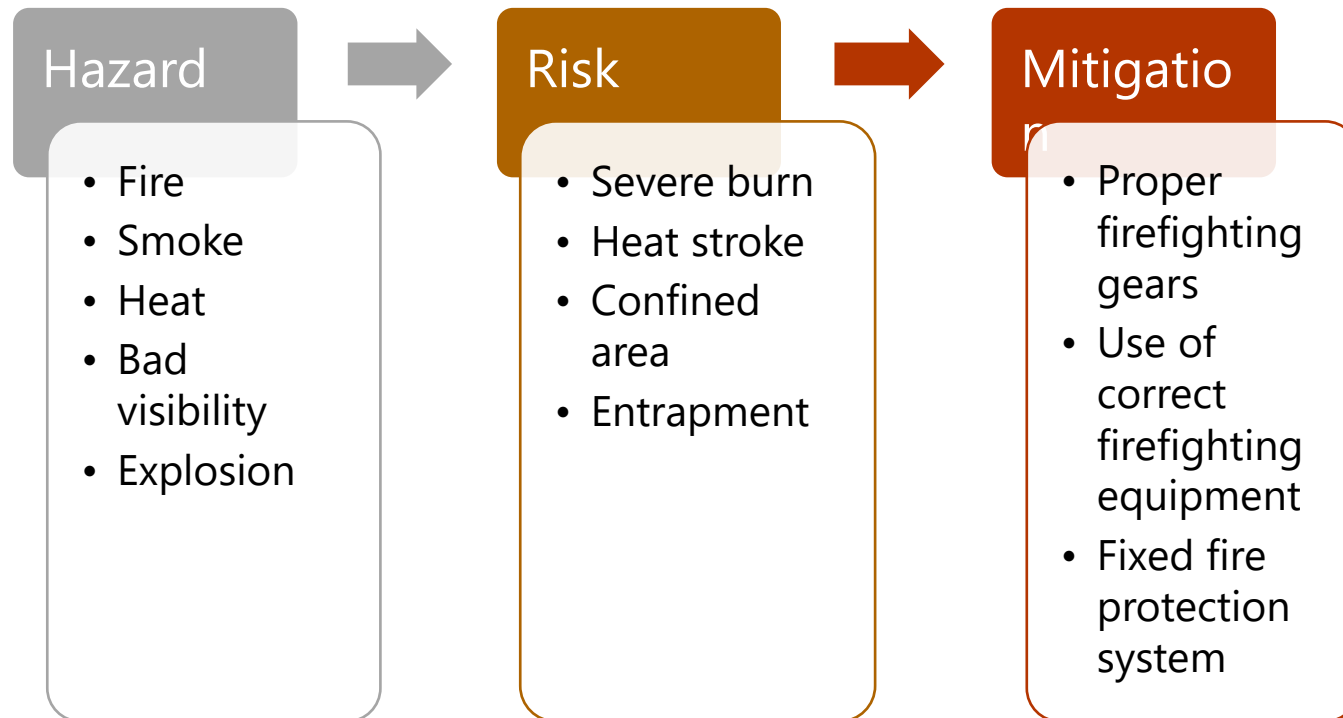 Hazard
• Fire
• Smoke
• Heat
• Bad
visibility
• Explosion
Risk
• Severe burn
• Heat stroke
• Confined
area
• Entrapment
Mitigatio
n
• Proper
firefighting
gears
• Use of
correct
firefighting
equipment
• Fixed fire
protection
system